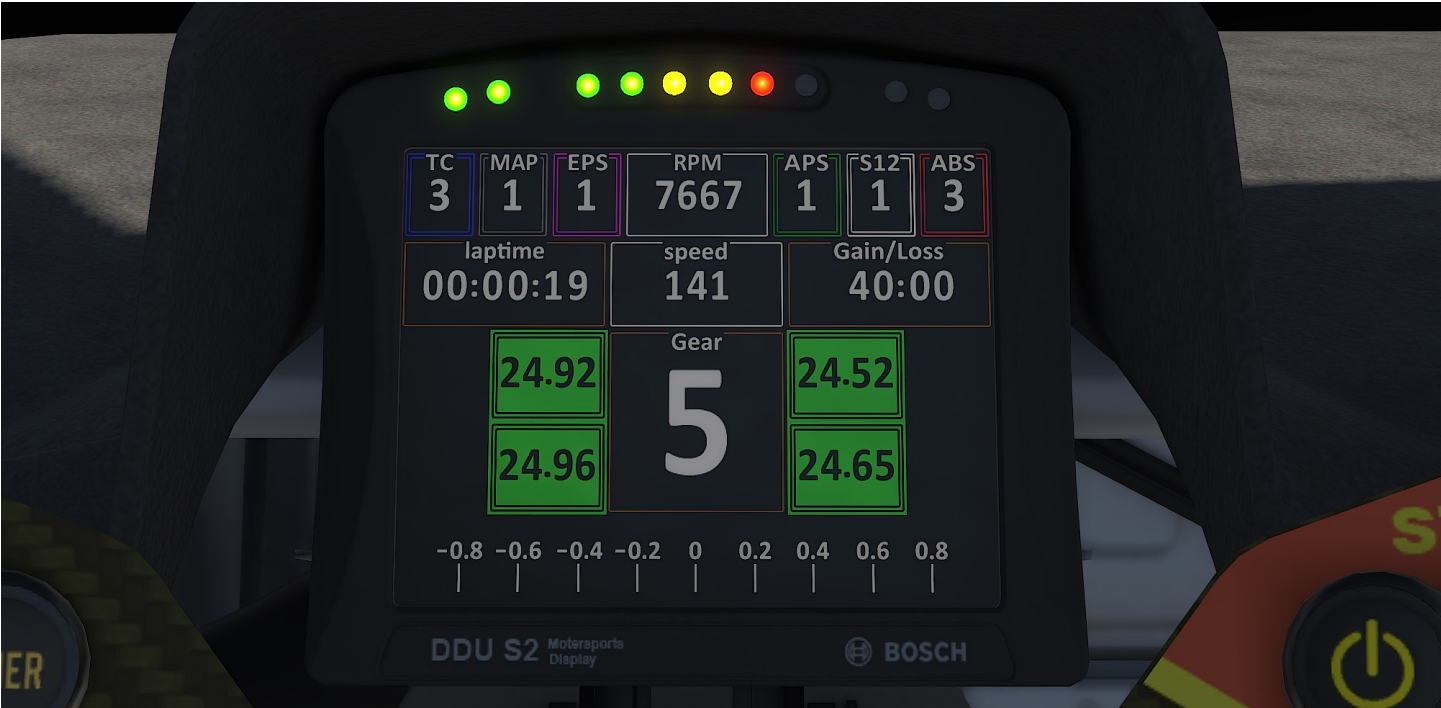 TC MAP EPS RPM APS S12 ABS
3 1 1 7667 1 1 3
laptime speed Gain/Loss
00:00:19 141 40:00
Gear
24.92 5 24.52
24.96 24.65
−0.8 −0.6 −0.4 −0.2 0 0.2 0.4 0.6 0.8
DDU S2 Motersports Display BOSCH